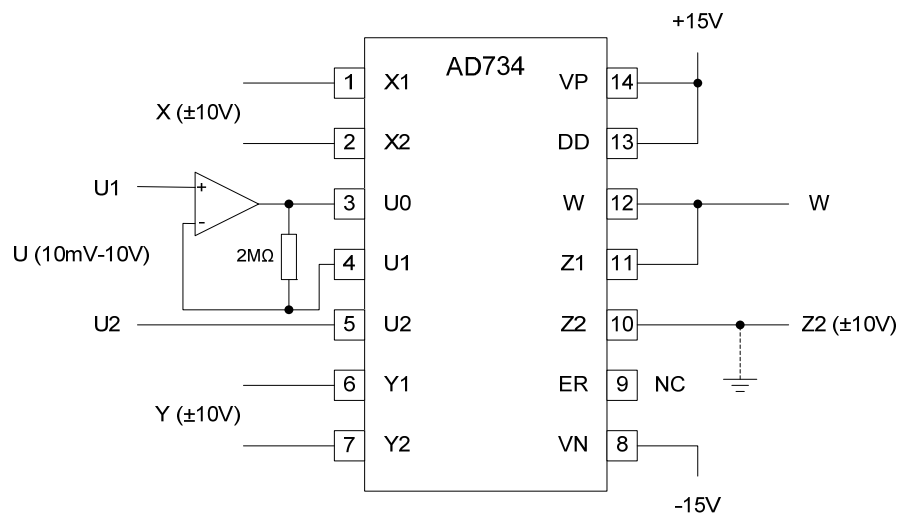 +15V
AD734
1 X1 VP 14
X (±10V)
2 X2 DD 13
U1 + 3 U0 W 12 W
-
U (10mV-10V) 2MΩ 4 U1 Z1 11
U2 5 U2 Z2 10 Z2 (±10V)
6 Y1 ER 9 NC
Y (±10V)
7 Y2 VN 8
-15V